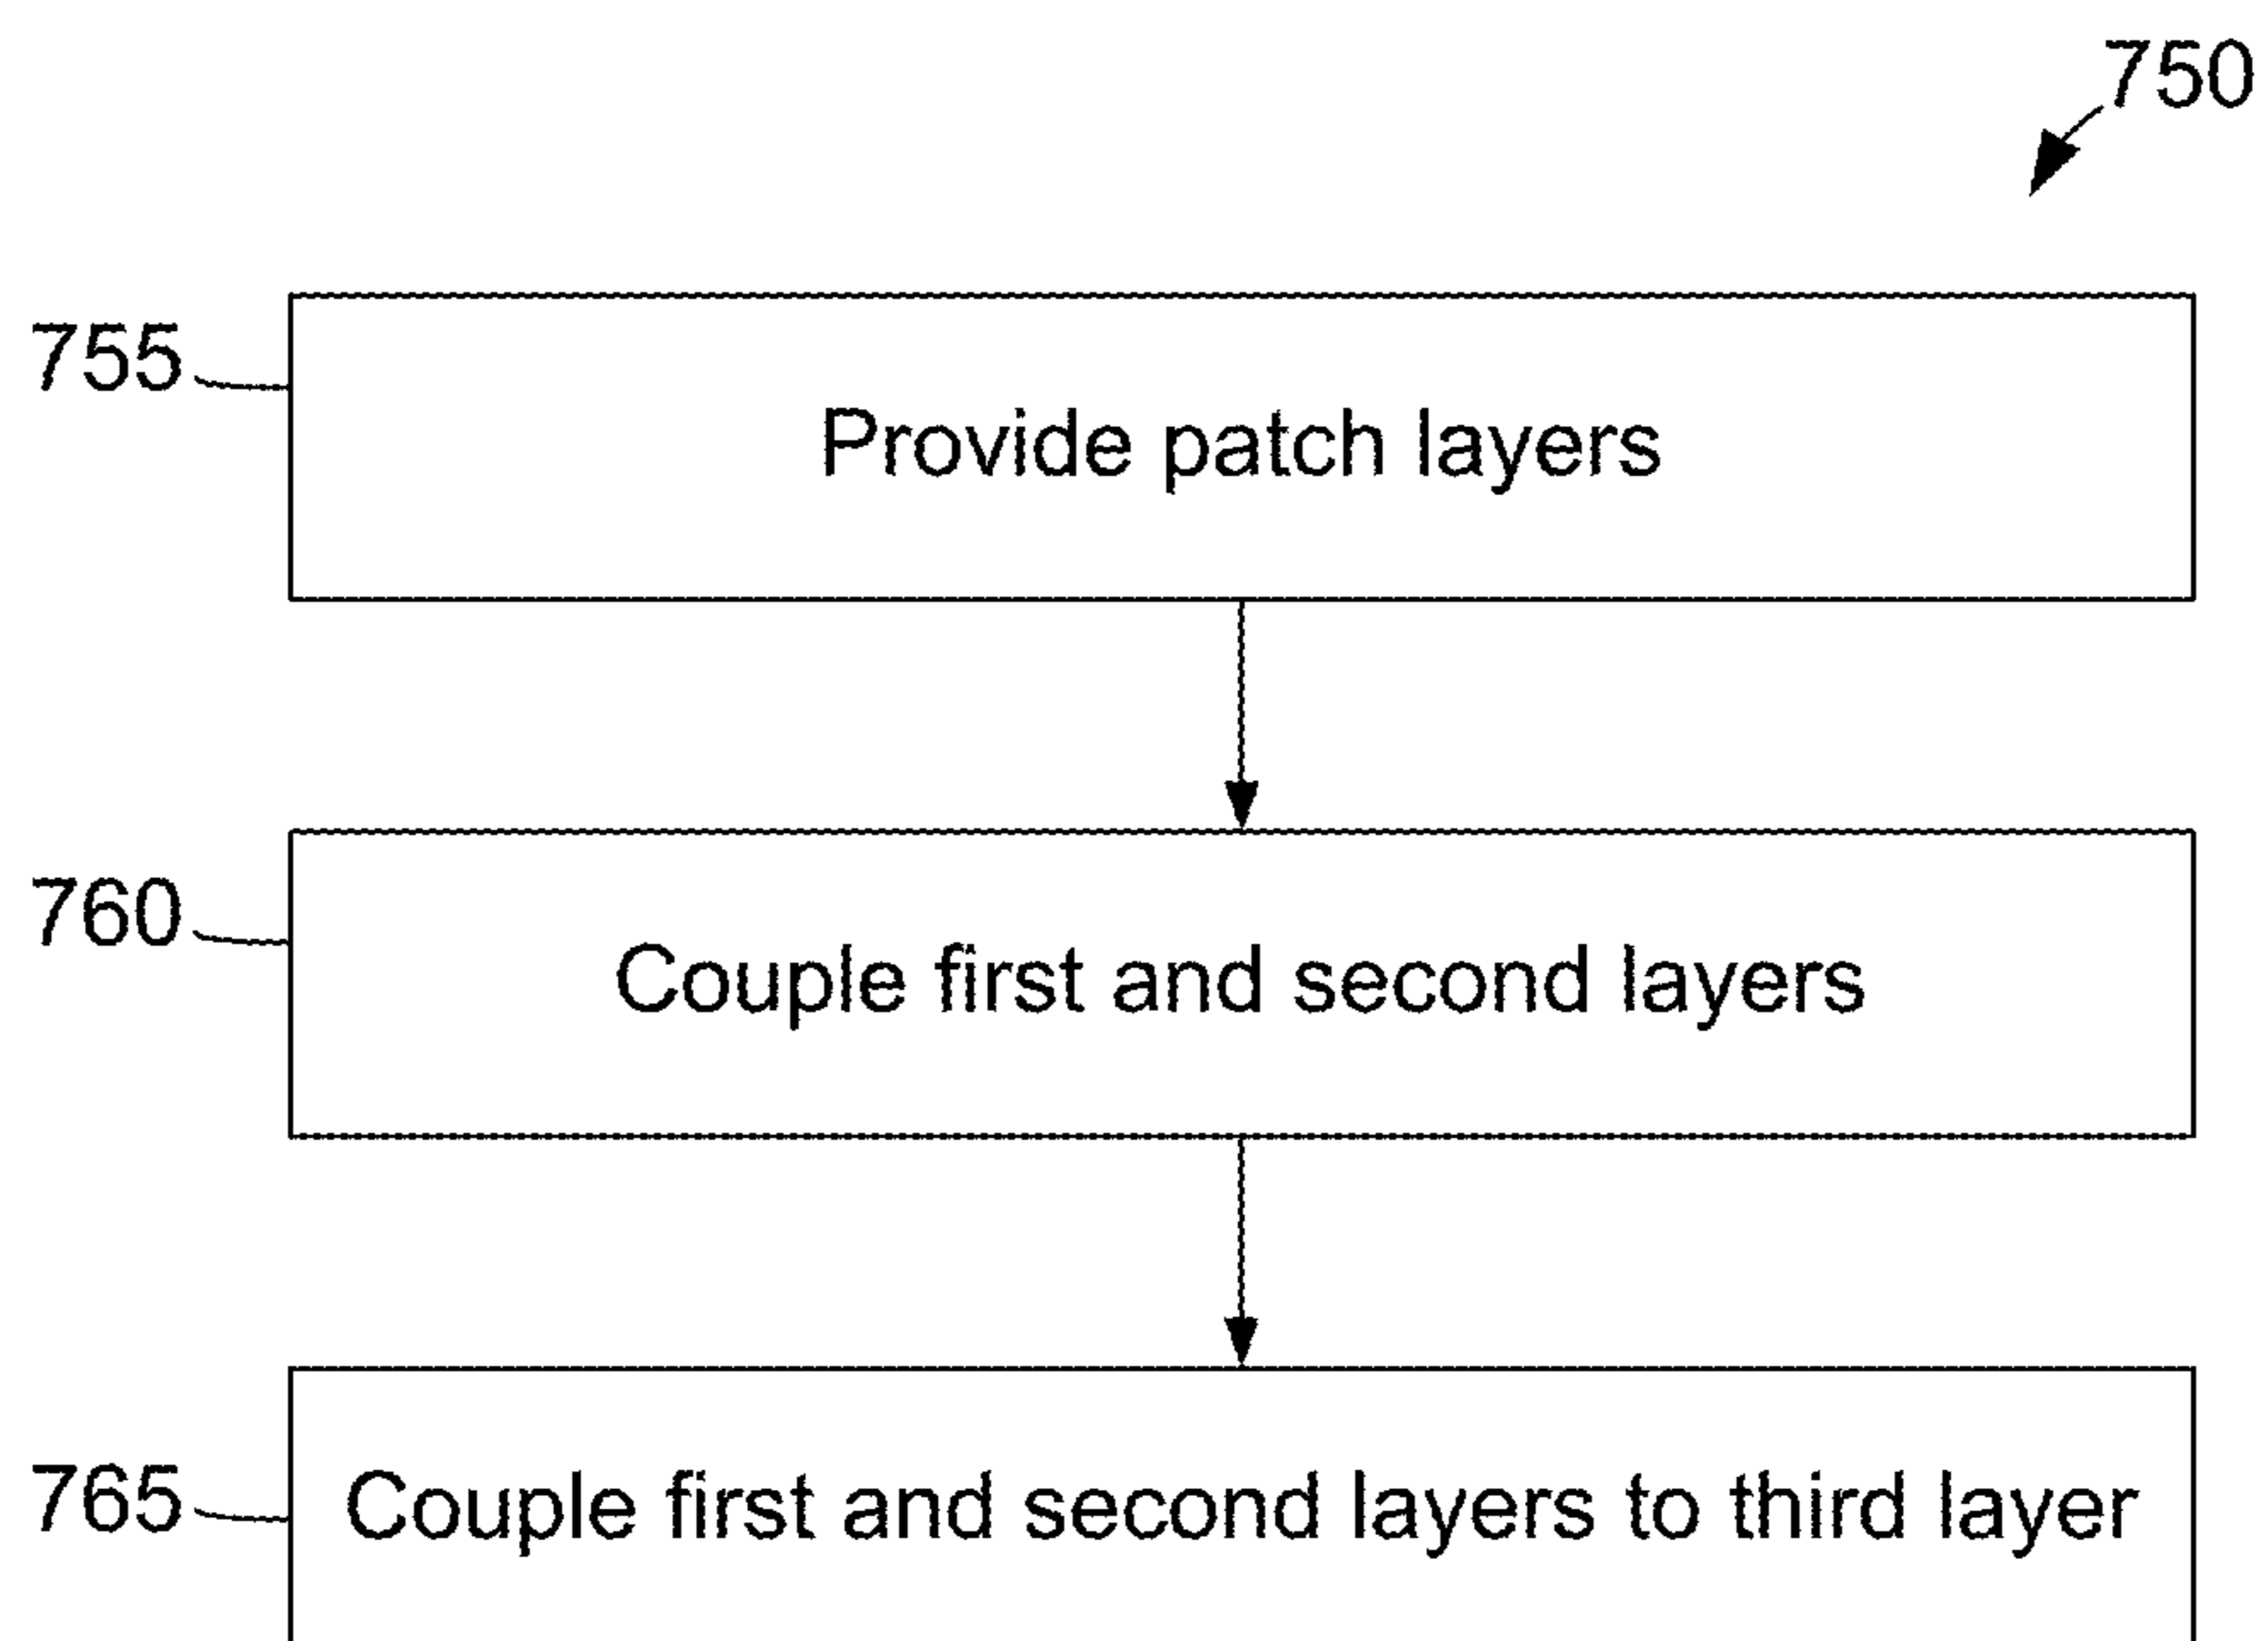 750
755
Provide patch layers
760
Couple first and second layers
765
Couple first and second layers to third layer